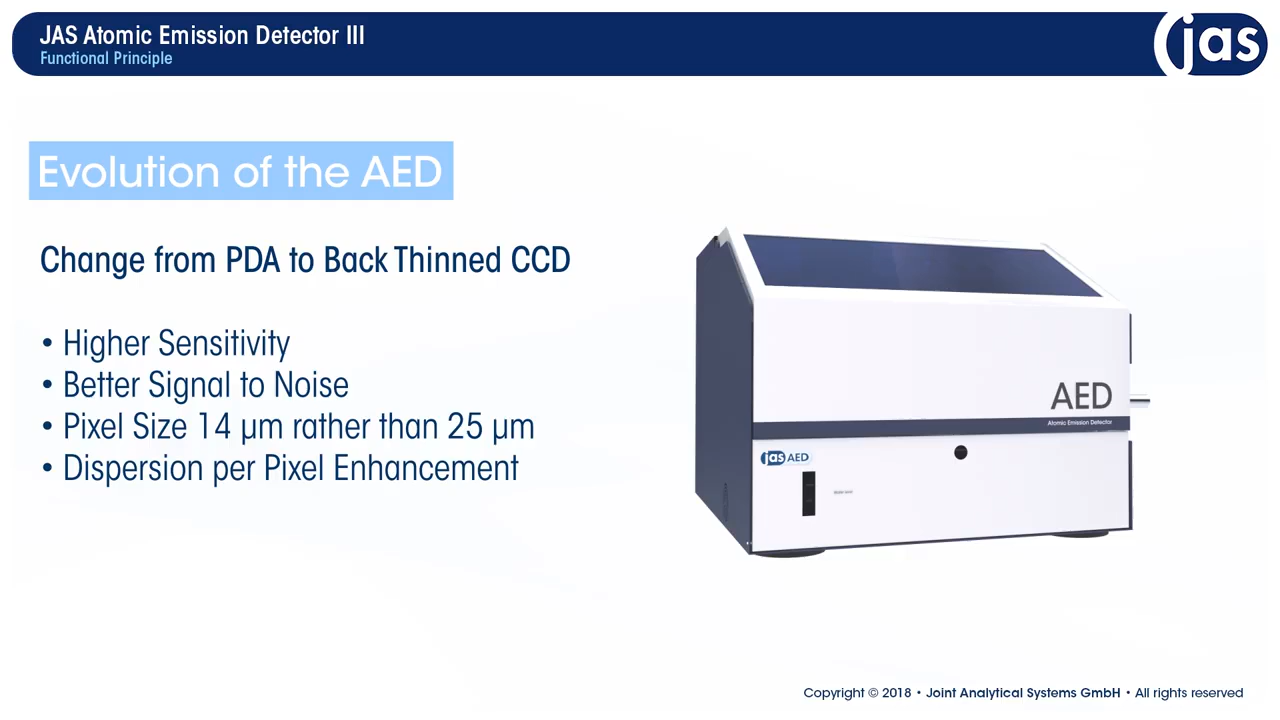 JAS Atomic Emission Detector III
Functional Principle
jas
Evolution of the AED
Change from PDA to Back Thinned CCD
• Higher Sensitivity
• Better Signal to Noise
• Pixel Size 14 µm rather than 25 µm
• Dispersion per Pixel Enhancement
AED
Atomic Emission Detector
jas AED
Copyright © 2018 • Joint Analytical Systems GmbH • All rights reserved